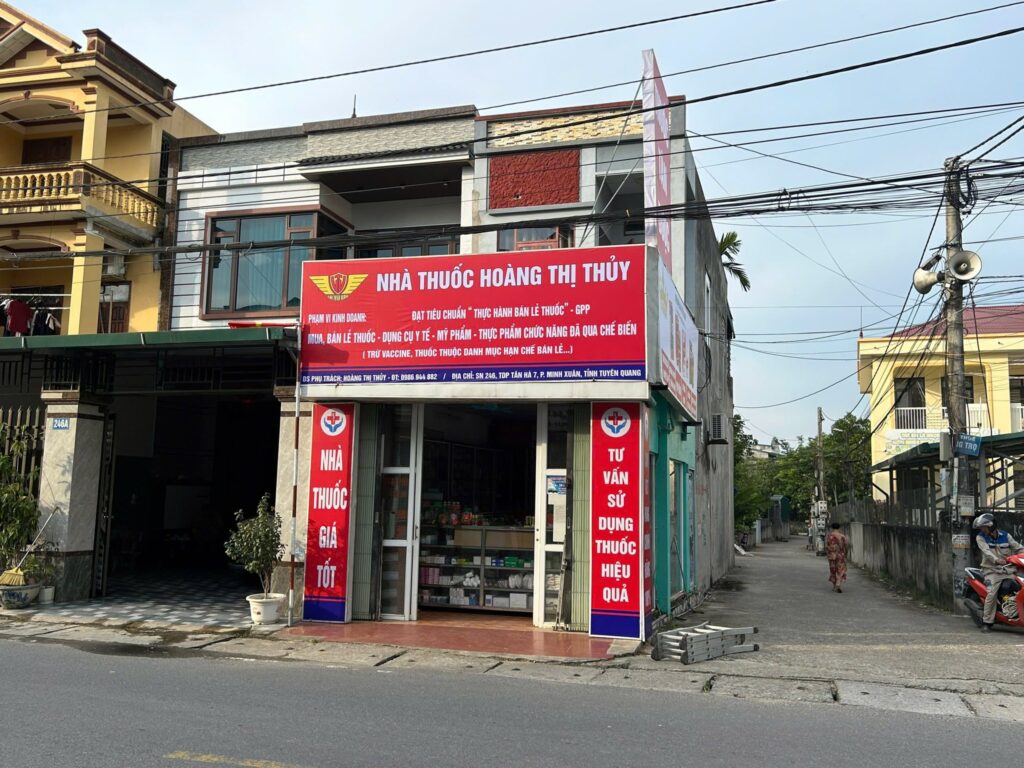 NHÀ THUỐC HOÀNG THỊ THỦY
PHẠM VI KINH DOANH:
ĐẠT TIÊU CHUẨN " THỰC HÀNH BÁN LẺ THUỐC" - GPP
MUA, BÁN LẺ THUỐC - DỤNG CỤ Y TẾ - MỸ PHẨM - THỰC PHẨM CHỨC NĂNG ĐÃ QUA CHẾ BIẾN
( TRỪ VACCINE, THUỐC THUỘC DANH MỤC HẠN CHẾ BÁN LẺ...)
DS PHỤ TRÁCH: HOÀNG THỊ THỦY - ĐT: 0986 944 882 / ĐỊA CHỈ: SN 246, TDP TÂN HÀ 7, P. MINH XUÂN, TỈNH TUYÊN QUANG
246A
NHÀ
THUỐC
GIÁ
TỐT
TƯ
VẤN
SỬ
DỤNG
THUỐC
HIỆU
QUẢ